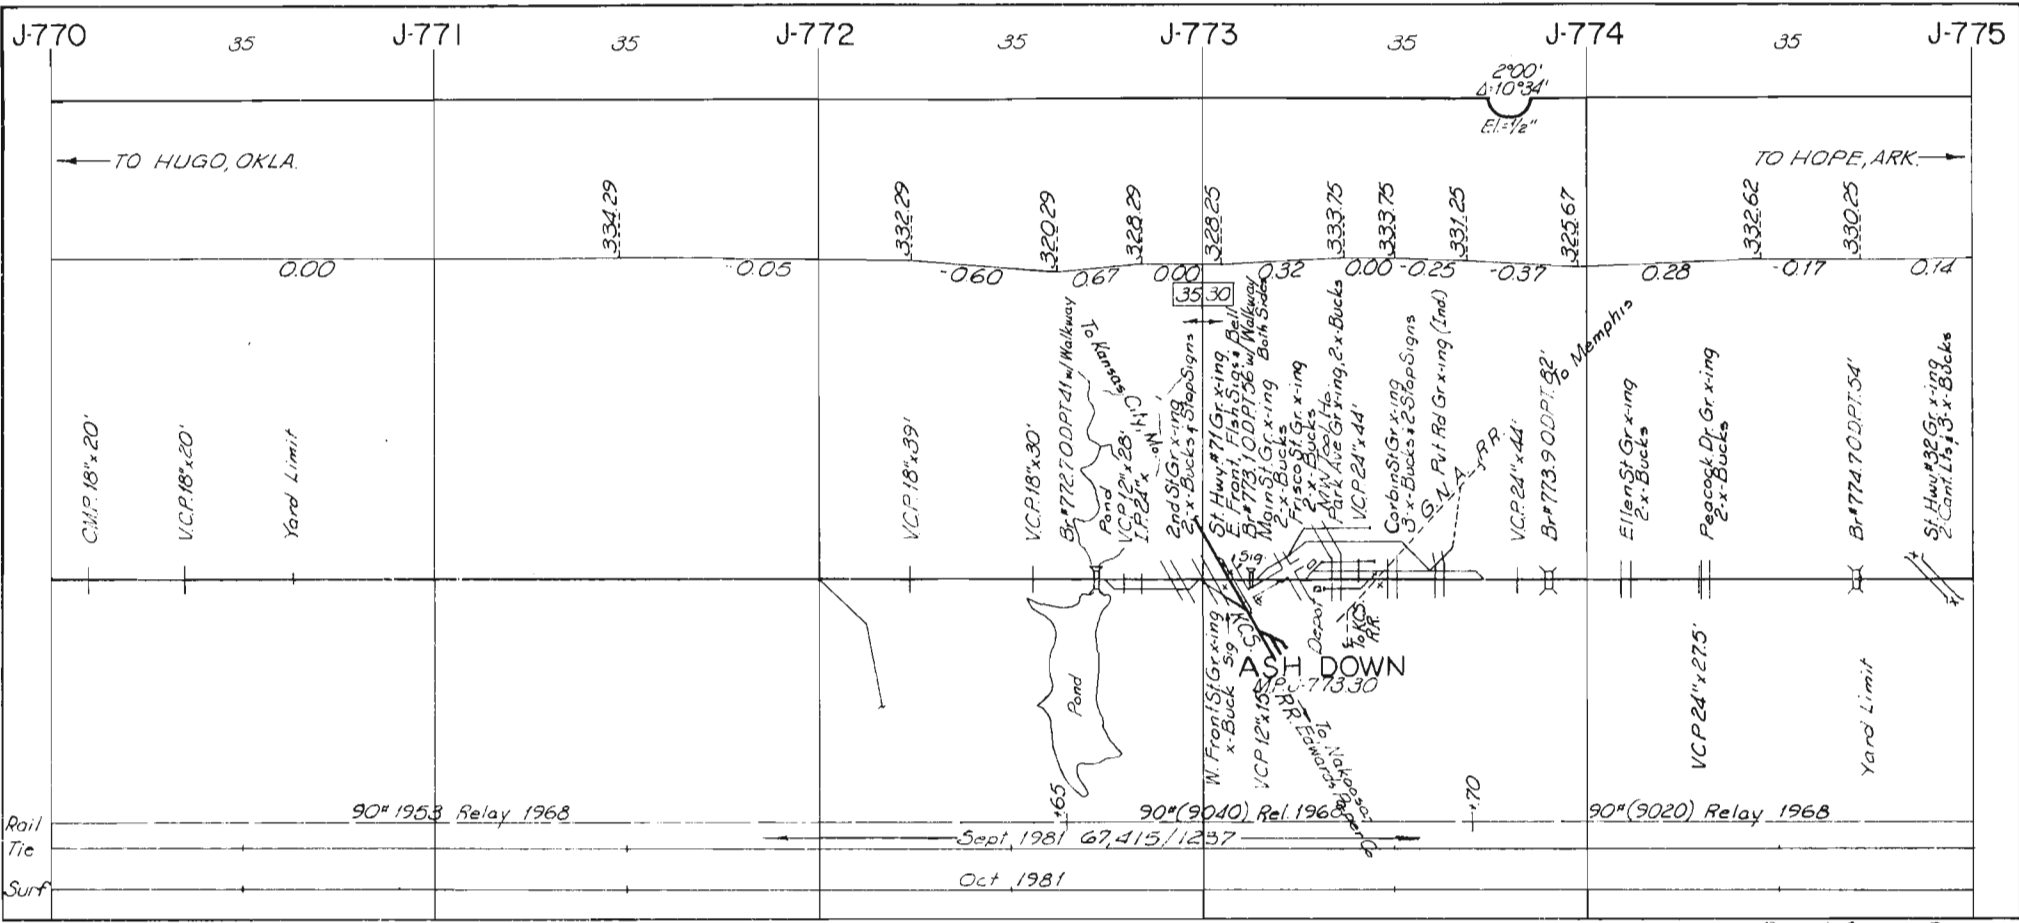 J-770 35 J-771 35 J-772 35 J-773 35 J-774 35 J-775
2°00'
Δ:10°34'
El.=1/2"
TO HUGO, OKLA.
TO HOPE, ARK.
334.29 332.29 320.29 328.29 328.25 333.75 333.75 331.25 325.67 332.62 330.25
0.00 -0.05 -0.60 0.67 0.00 0.32 0.00 -0.25 -0.37 0.28 -0.17 0.14
35 30
C.M.P. 18"x20'
V.C.P. 18"x20'
Yard Limit
V.C.P. 18"x39'
V.C.P. 18"x30'
Br#772.7 ODPT 41' w/Walkway
Pond
To Kansas City, Mo.
VCP 12"x28'
I.P. 24"x
2nd St Gr x-ing
2-x-Bucks & Stop Signs
St Hwy #71 Gr. x-ing
E. Front, Flsh Sigs & Bell
Br#773.1 ODPT 56' w/Walkway
Both Sides
Main St. Gr. x-ing
2-x-Bucks
Frisco St. Gr. x-ing
2-x-Bucks
MW Tool Ho.
Park Ave Gr x-ing, 2-x-Bucks
VCP 24"x44'
Corbin St Gr x-ing
3-x-Bucks & 2 Stop Signs
Pvt Rd Gr x-ing (Ind)
G.N.&A. R.R.
To Memphis
V.C.P. 24"x44'
Br#773.9 ODPT. 82'
Ellen St Gr x-ing
2-x-Bucks
Peacock Dr. Gr. x-ing
2-x-Bucks
Br#774.7 O.D.P.T. 54'
St. Hwy #32 Gr. x-ing
2 Cant. Lts & 3-x-Bucks
Sig.
Pond
W. Front St Gr x-ing
x-Buck Sig
K.C.S.
R.R.
VCP 12"x15'
Depot
To KCS.
R.R.
ASH DOWN
M.P. J-773.30
To Nakoosa
Edwards Paper Co
VCP 24"x27.5'
Yard Limit
+65
+70
Rail 90# 1953 Relay 1968 90# (9040) Rel. 1968 90# (9020) Relay 1968
Tie Sept 1981 67,415/1237
Surf Oct 1981